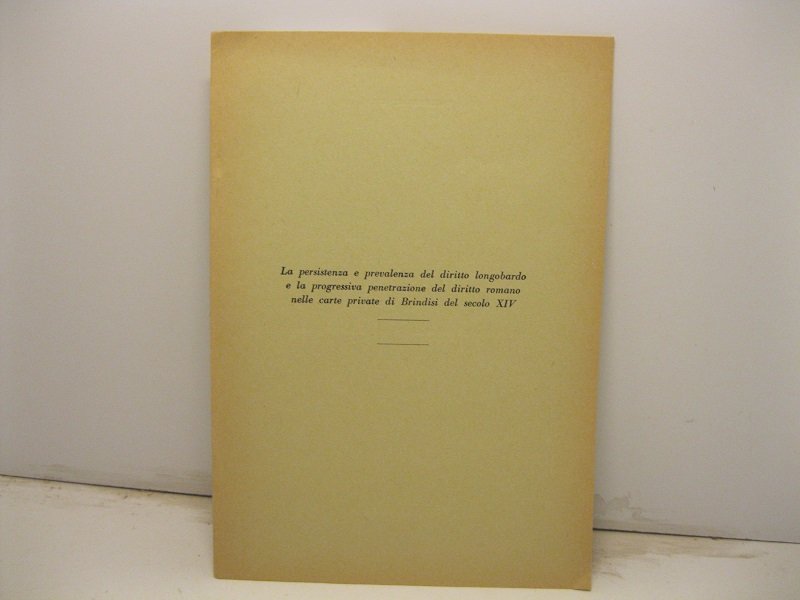 La persistenza e prevalenza del diritto longobardo
e la progressiva penetrazione del diritto romano
nelle carte private di Brindisi del secolo XIV